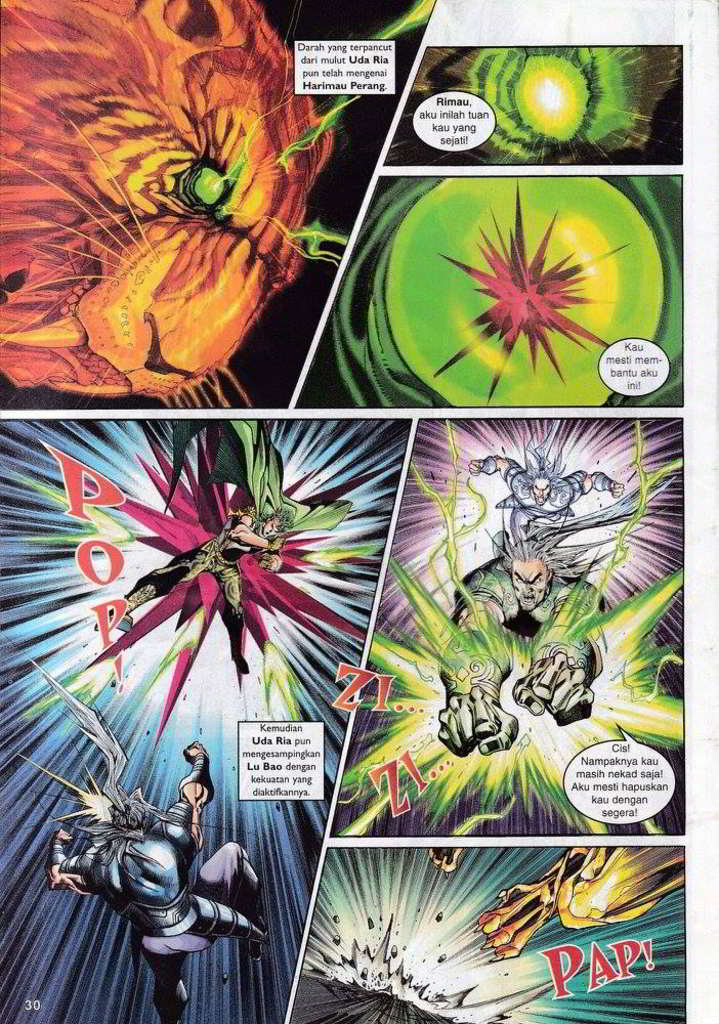 Darah yang terpancut
dari mulut Uda Ria
pun telah mengenai
Harimau Perang.
Rimau,
aku inilah tuan
kau yang
sejati!
Kau
mesti mem-
bantu aku
ini!
POP!
Kemudian
Uda Ria pun
mengesampingkan
Lu Bao dengan
kekuatan yang
diaktifkannya.
ZI...
ZI...
Cis!
Nampaknya kau
masih nekad saja!
Aku mesti hapuskan
kau dengan
segera!
PAP!
30